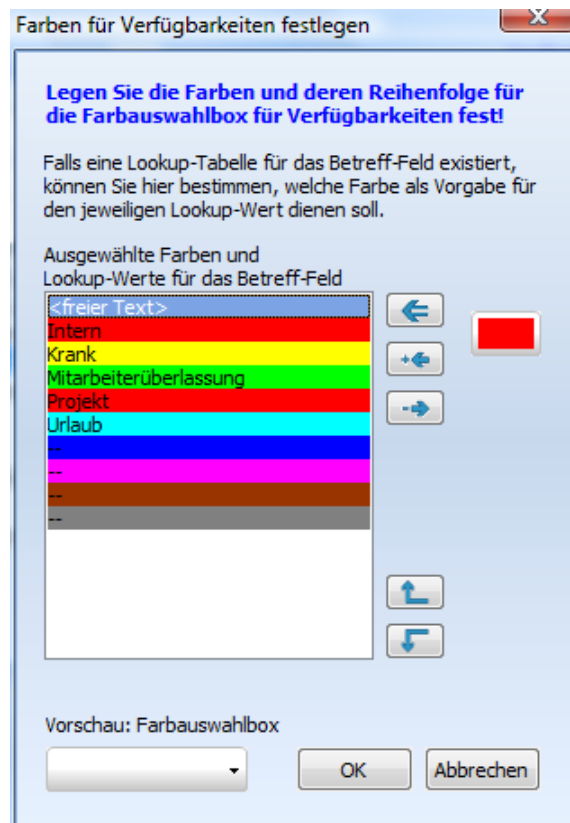 Farben für Verfügbarkeiten festlegen
Legen Sie die Farben und deren Reihenfolge für
die Farbauswahlbox für Verfügbarkeiten fest!
Falls eine Lookup-Tabelle für das Betreff-Feld existiert,
können Sie hier bestimmen, welche Farbe als Vorgabe für
den jeweiligen Lookup-Wert dienen soll.
Ausgewählte Farben und
Lookup-Werte für das Betreff-Feld
<freier Text>
Intern
Krank
Mitarbeiterüberlassung
Projekt
Urlaub
--
--
--
--
Vorschau: Farbauswahlbox
OK
Abbrechen